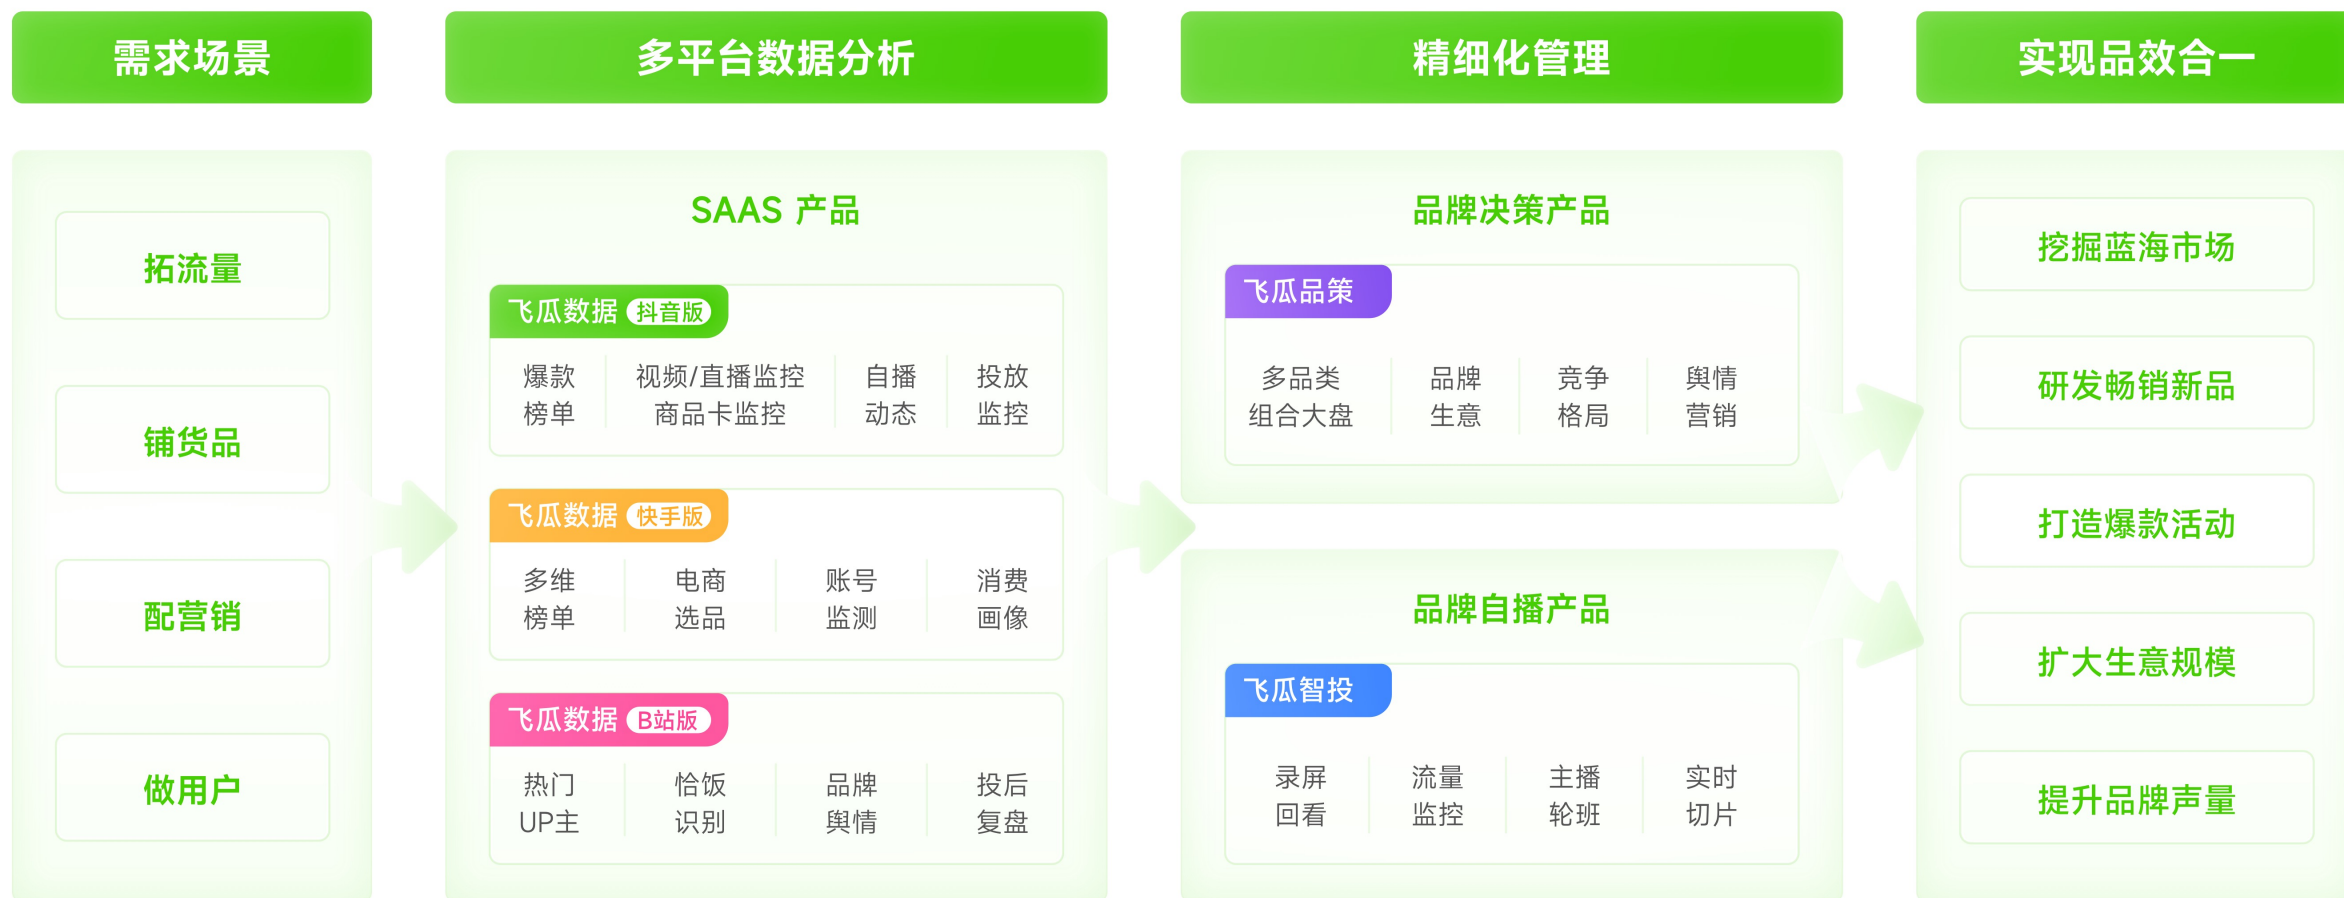 需求场景
拓流量
铺货品
配营销
做用户
多平台数据分析
SAAS 产品
飞瓜数据 抖音版
爆款 视频/直播监控 自播 投放
榜单 商品卡监控 动态 监控
飞瓜数据 快手版
多维 电商 账号 消费
榜单 选品 监测 画像
飞瓜数据 B站版
热门 恰饭 品牌 投后
UP主 识别 舆情 复盘
精细化管理
品牌决策产品
飞瓜品策
多品类 品牌 竞争 舆情
组合大盘 生意 格局 营销
品牌自播产品
飞瓜智投
录屏 流量 主播 实时
回看 监控 轮班 切片
实现品效合一
挖掘蓝海市场
研发畅销新品
打造爆款活动
扩大生意规模
提升品牌声量